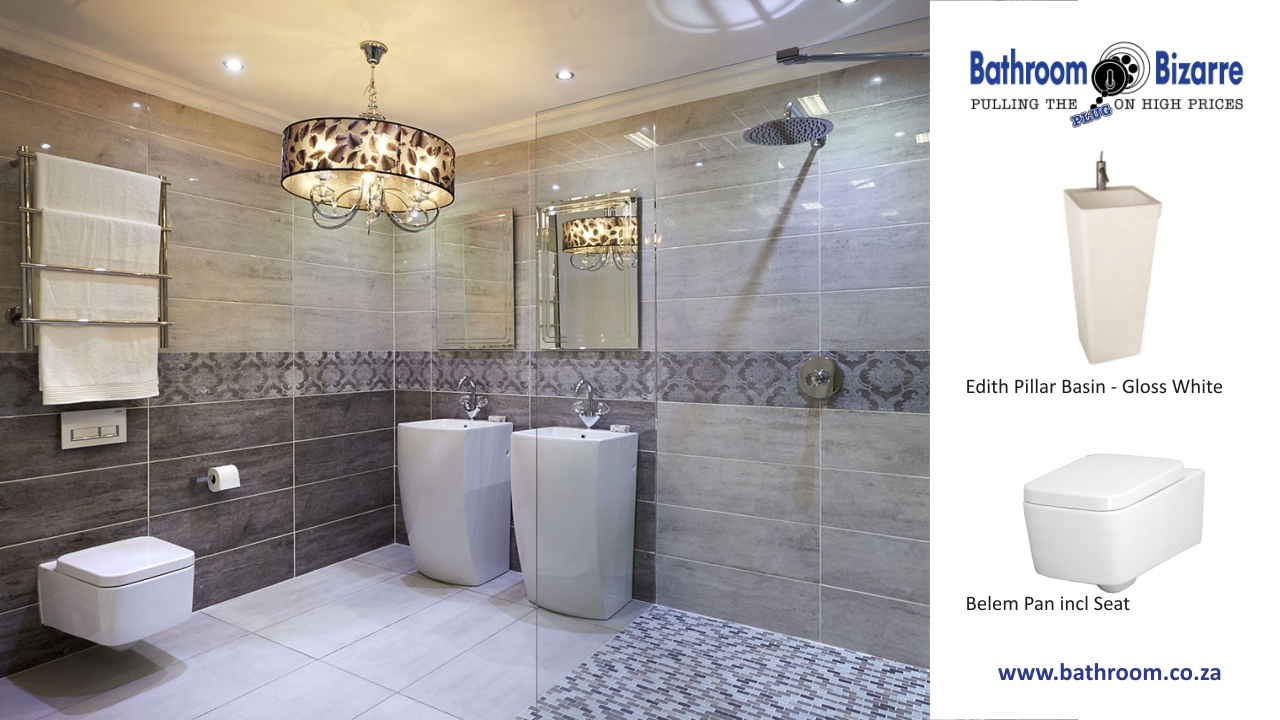 Bathroom Bizarre
PULLING THE PLUG ON HIGH PRICES
Edith Pillar Basin - Gloss White
Belem Pan incl Seat
www.bathroom.co.za